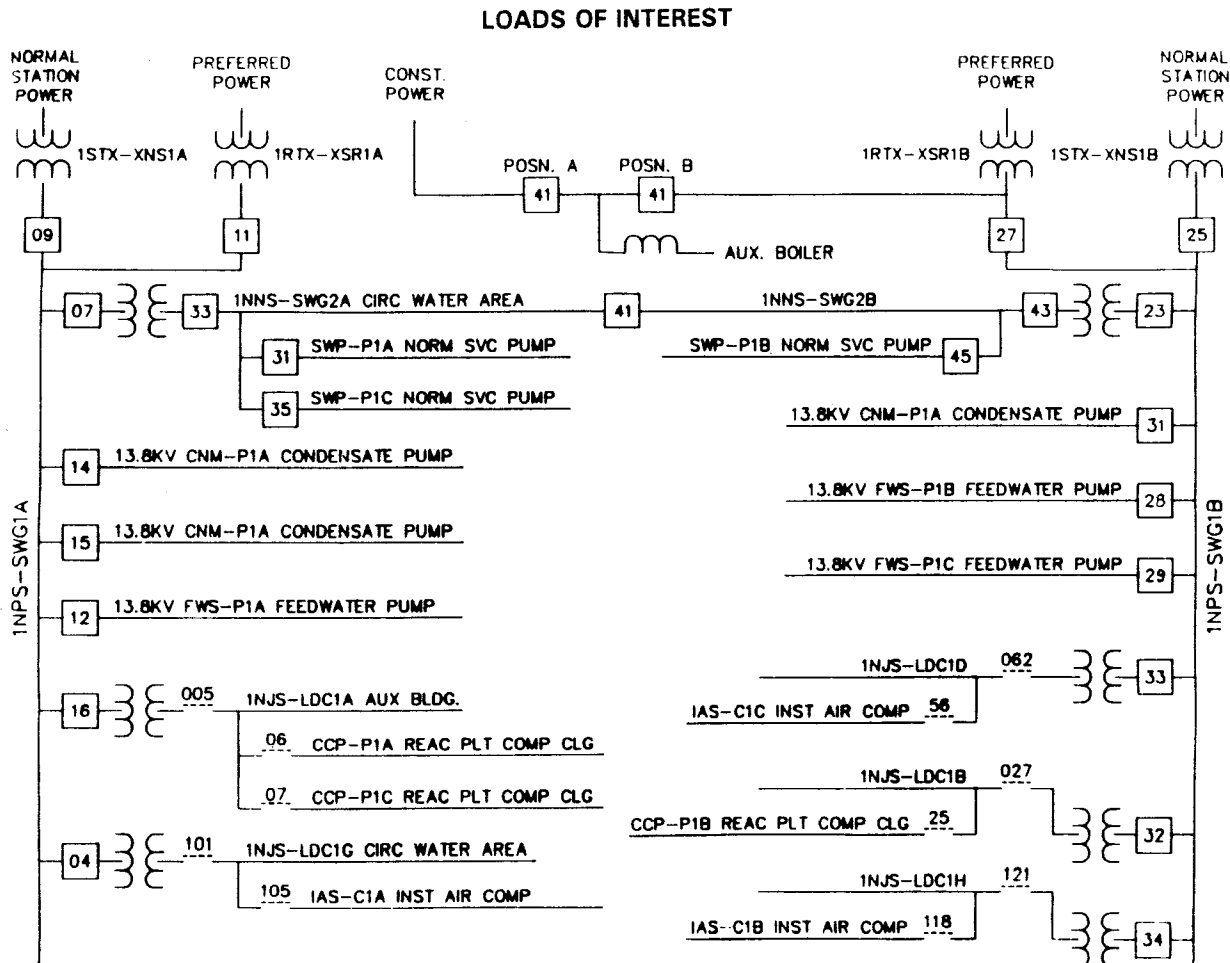 LOADS OF INTEREST
NORMAL
STATION
POWER
PREFERRED
POWER
CONST.
POWER
PREFERRED
POWER
NORMAL
STATION
POWER
1STX-XNS1A
1RTX-XSR1A
1RTX-XSR1B
1STX-XNS1B
POSN. A
POSN. B
41
41
09
11
AUX. BOILER
27
25
07
33
1NNS-SWG2A CIRC WATER AREA
41
1NNS-SWG2B
43
23
31
SWP-P1A NORM SVC PUMP
SWP-P1B NORM SVC PUMP
45
35
SWP-P1C NORM SVC PUMP
13.8KV CNM-P1A CONDENSATE PUMP
31
14
13.8KV CNM-P1A CONDENSATE PUMP
13.8KV FWS-P1B FEEDWATER PUMP
28
15
13.8KV CNM-P1A CONDENSATE PUMP
13.8KV FWS-P1C FEEDWATER PUMP
29
12
13.8KV FWS-P1A FEEDWATER PUMP
1NPS-SWG1A
1NPS-SWG1B
1NJS-LDC1D
062
33
16
005
1NJS-LDC1A AUX BLDG.
IAS-C1C INST AIR COMP
56
06
CCP-P1A REAC PLT COMP CLG
1NJS-LDC1B
027
07
CCP-P1C REAC PLT COMP CLG
CCP-P1B REAC PLT COMP CLG
25
32
04
101
1NJS-LDC1G CIRC WATER AREA
1NJS-LDC1H
121
105
IAS-C1A INST AIR COMP
IAS-C1B INST AIR COMP
118
34